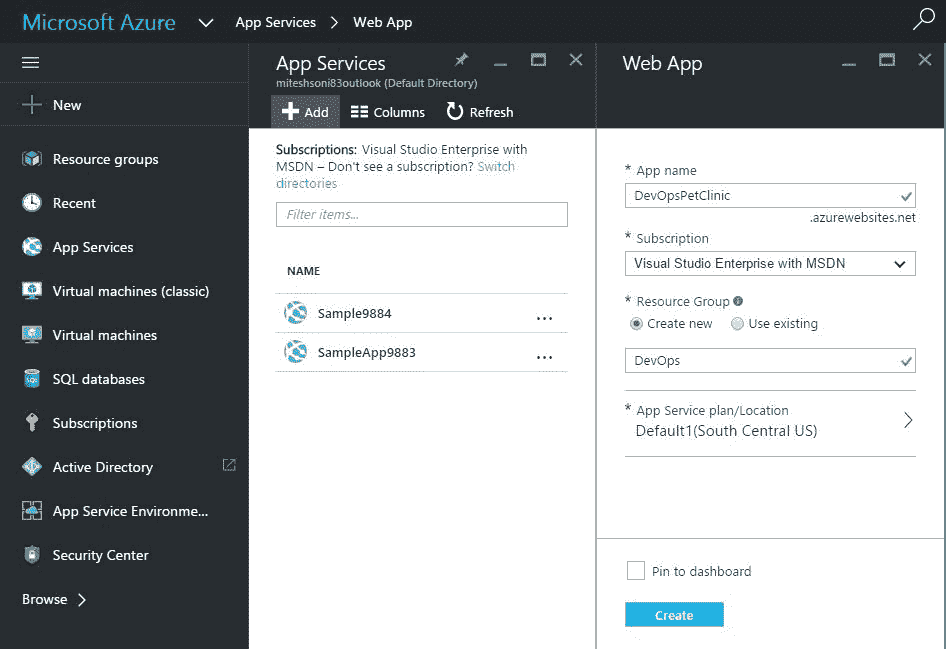 Microsoft Azure App Services Web App
New
Resource groups
Recent
App Services
Virtual machines (classic)
Virtual machines
SQL databases
Subscriptions
Active Directory
App Service Environme...
Security Center
Browse
App Services
miteshsoni83outlook (Default Directory)
Add Columns Refresh
Subscriptions: Visual Studio Enterprise with
MSDN – Don't see a subscription? Switch
directories
Filter items...
NAME
Sample9884 ...
SampleApp9883 ...
Web App
* App name
DevOpsPetClinic
.azurewebsites.net
* Subscription
Visual Studio Enterprise with MSDN
* Resource Group
Create new Use existing
DevOps
* App Service plan/Location
Default1(South Central US)
Pin to dashboard
Create